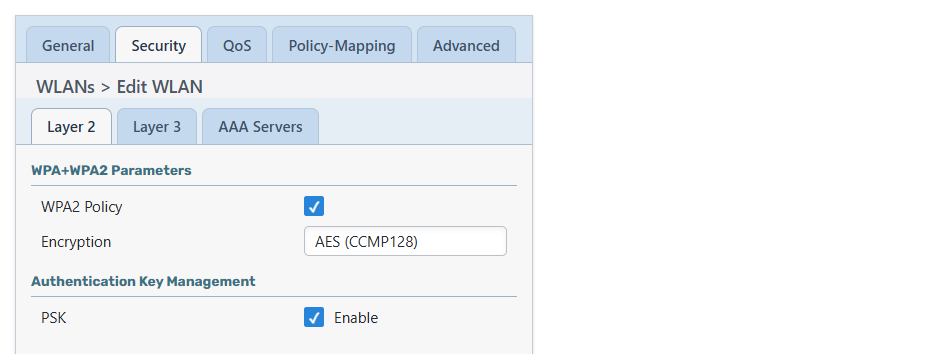 General Security QoS Policy-Mapping Advanced
WLANs > Edit WLAN
Layer 2 Layer 3 AAA Servers
WPA+WPA2 Parameters
WPA2 Policy
Encryption AES (CCMP128)
Authentication Key Management
PSK Enable